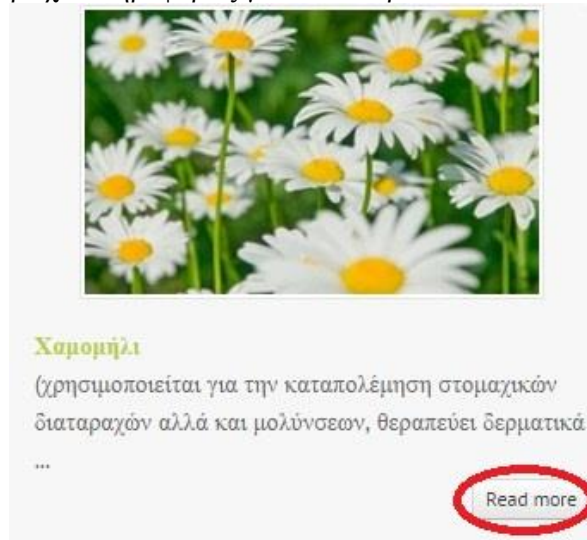 Χαμομήλι
(χρησιμοποιείται για την καταπολέμηση στομαχικών
διαταραχών αλλά και μολύνσεων, θεραπεύει δερματικά
...
Read more